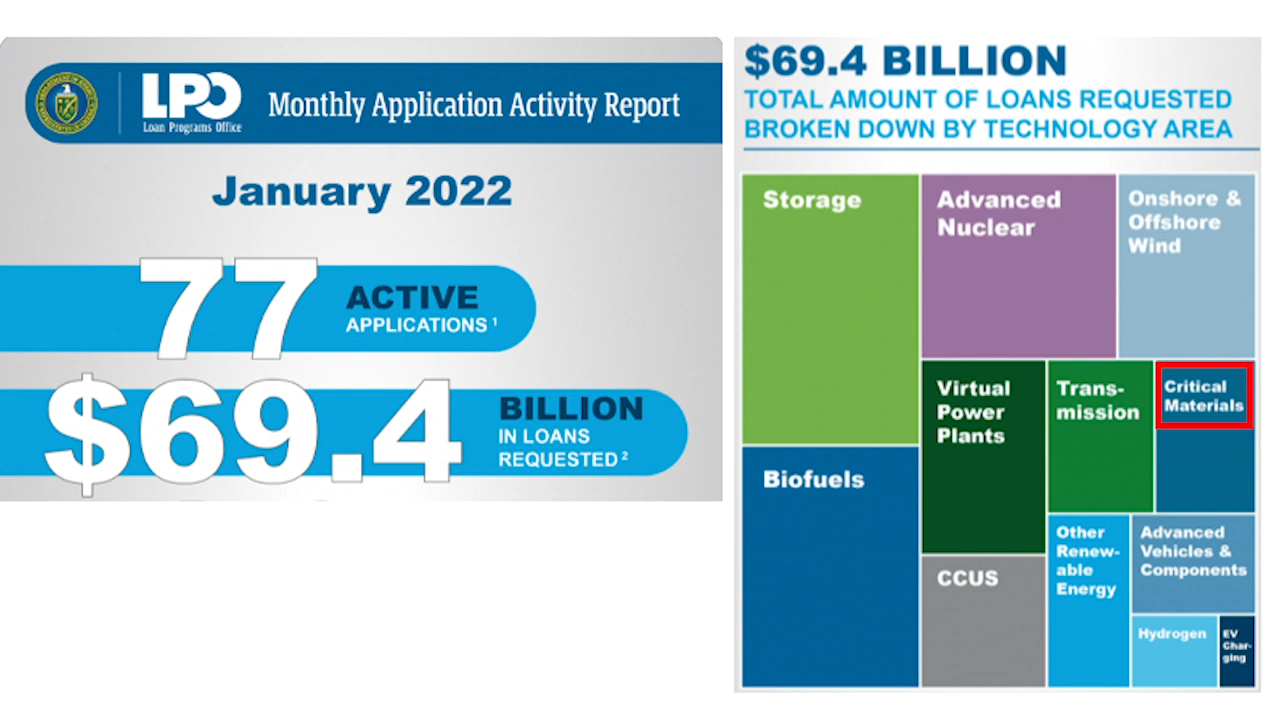 LPO
Loan Programs Office
Monthly Application Activity Report
January 2022
77
ACTIVE
APPLICATIONS ¹
$69.4
BILLION
IN LOANS
REQUESTED ²
$69.4 BILLION
TOTAL AMOUNT OF LOANS REQUESTED
BROKEN DOWN BY TECHNOLOGY AREA
Storage
Advanced
Nuclear
Onshore &
Offshore
Wind
Biofuels
Virtual
Power
Plants
Trans-
mission
Critical
Materials
CCUS
Other
Renew-
able
Energy
Advanced
Vehicles &
Components
Hydrogen
EV
Char-
ging